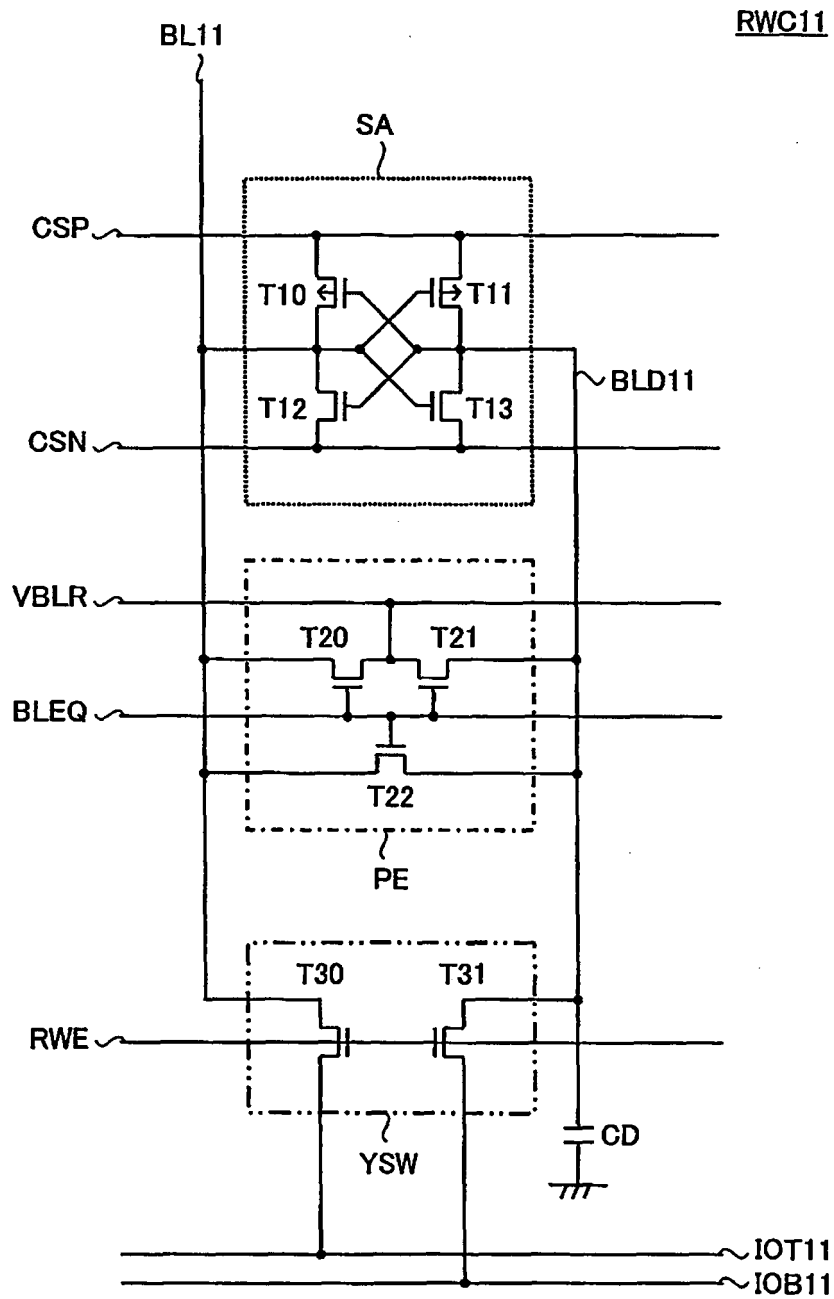 RWC11
BL11
SA
CSP
T10 T11
BLD11
T12 T13
CSN
VBLR
T20 T21
BLEQ
T22
PE
T30 T31
RWE
CD
YSW
IOT11
IOB11